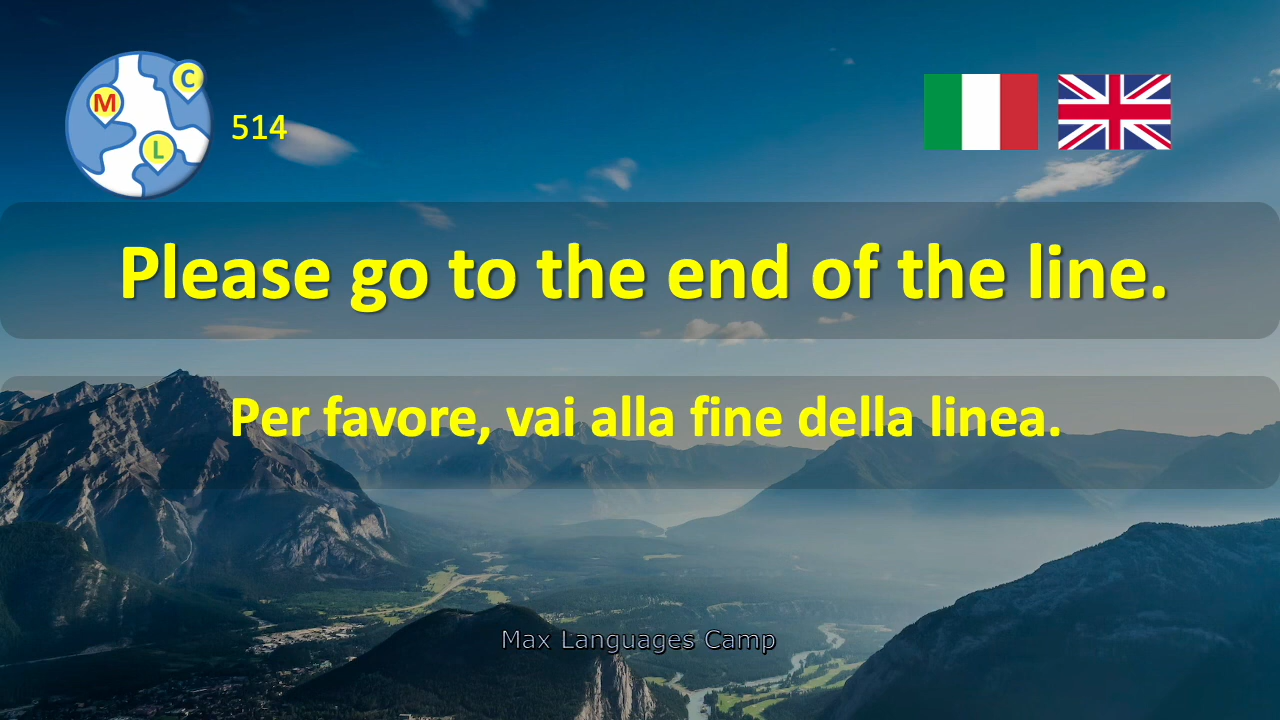 M
C
L
514
Please go to the end of the line.
Per favore, vai alla fine della linea.
Max Languages Camp